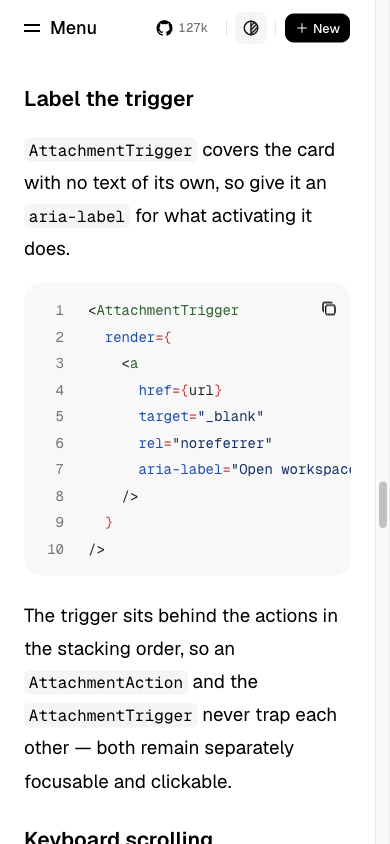 Menu 127k New
Label the trigger
AttachmentTrigger covers the card
with no text of its own, so give it an
aria-label for what activating it
does.
1 <AttachmentTrigger
2 render={
3 <a
4 href={url}
5 target="_blank"
6 rel="noreferrer"
7 aria-label="Open workspac
8 />
9 }
10 />
The trigger sits behind the actions in
the stacking order, so an
AttachmentAction and the
AttachmentTrigger never trap each
other — both remain separately
focusable and clickable.
Keyboard scrolling